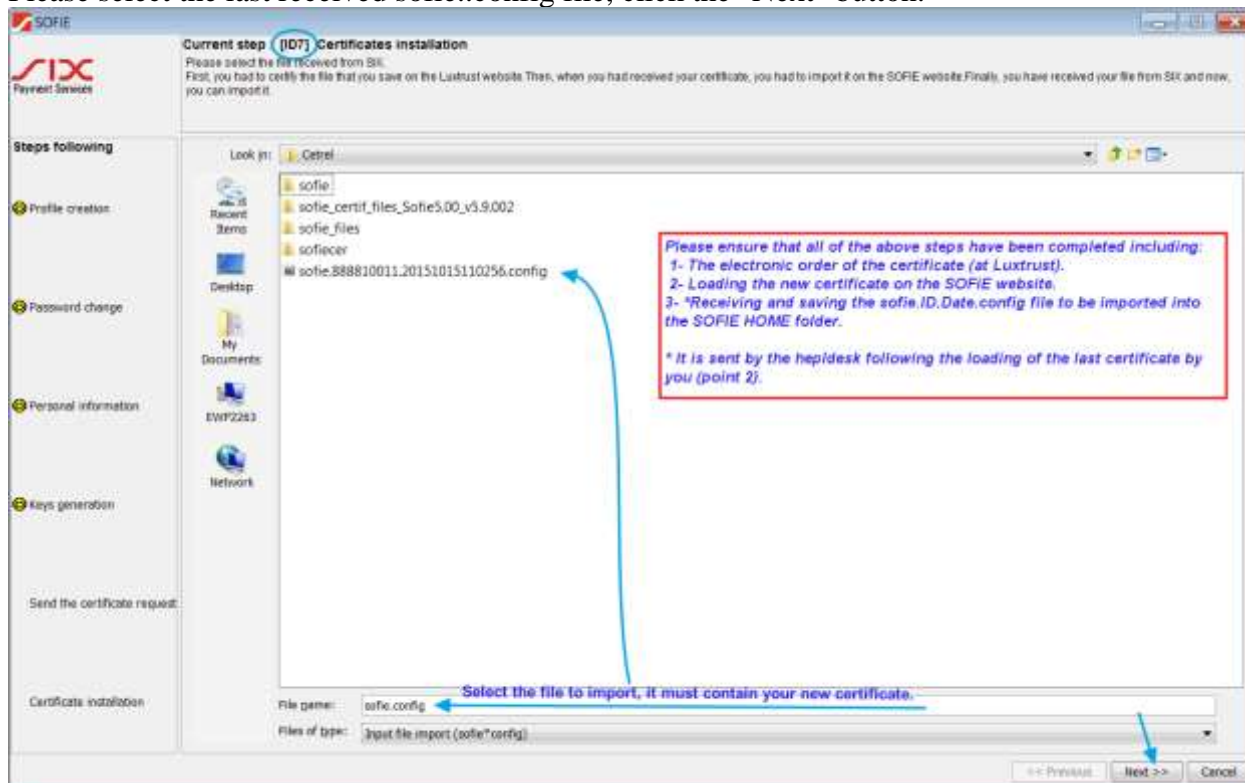 Please select the last received sofie..config file, click the "Next" button.
SOFiE
SIX
Payment Services
Current step [ID7] Certificates installation
Please select the file received from SIX.
First, you had to certify the file that you save on the Luxtrust website.Then, when you had received your certificate, you had to import it on the SOFIE website.Finally, you have received your file from SIX and now,
you can import it.
Steps following
Profile creation
Password change
Personal information
Keys generation
Send the certificate request
Certificate installation
Look in: Cetrel
Recent
Items
Desktop
My
Documents
EWP2263
Network
sofie
sofie_certif_files_Sofie5.00_v5.9.002
sofie_files
sofiecer
sofie.888810011.20151015110256.config
Please ensure that all of the above steps have been completed including:
1- The electronic order of the certificate (at Luxtrust).
2- Loading the new certificate on the SOFiE website.
3- *Receiving and saving the sofie.ID.Date.config file to be imported into
the SOFiE HOME folder.
* It is sent by the hepldesk following the loading of the last certificate by
you (point 2).
Select the file to import, it must contain your new certificate.
File name: sofie.config
Files of type: Input file import (sofie*config)
<< Previous Next >> Cancel